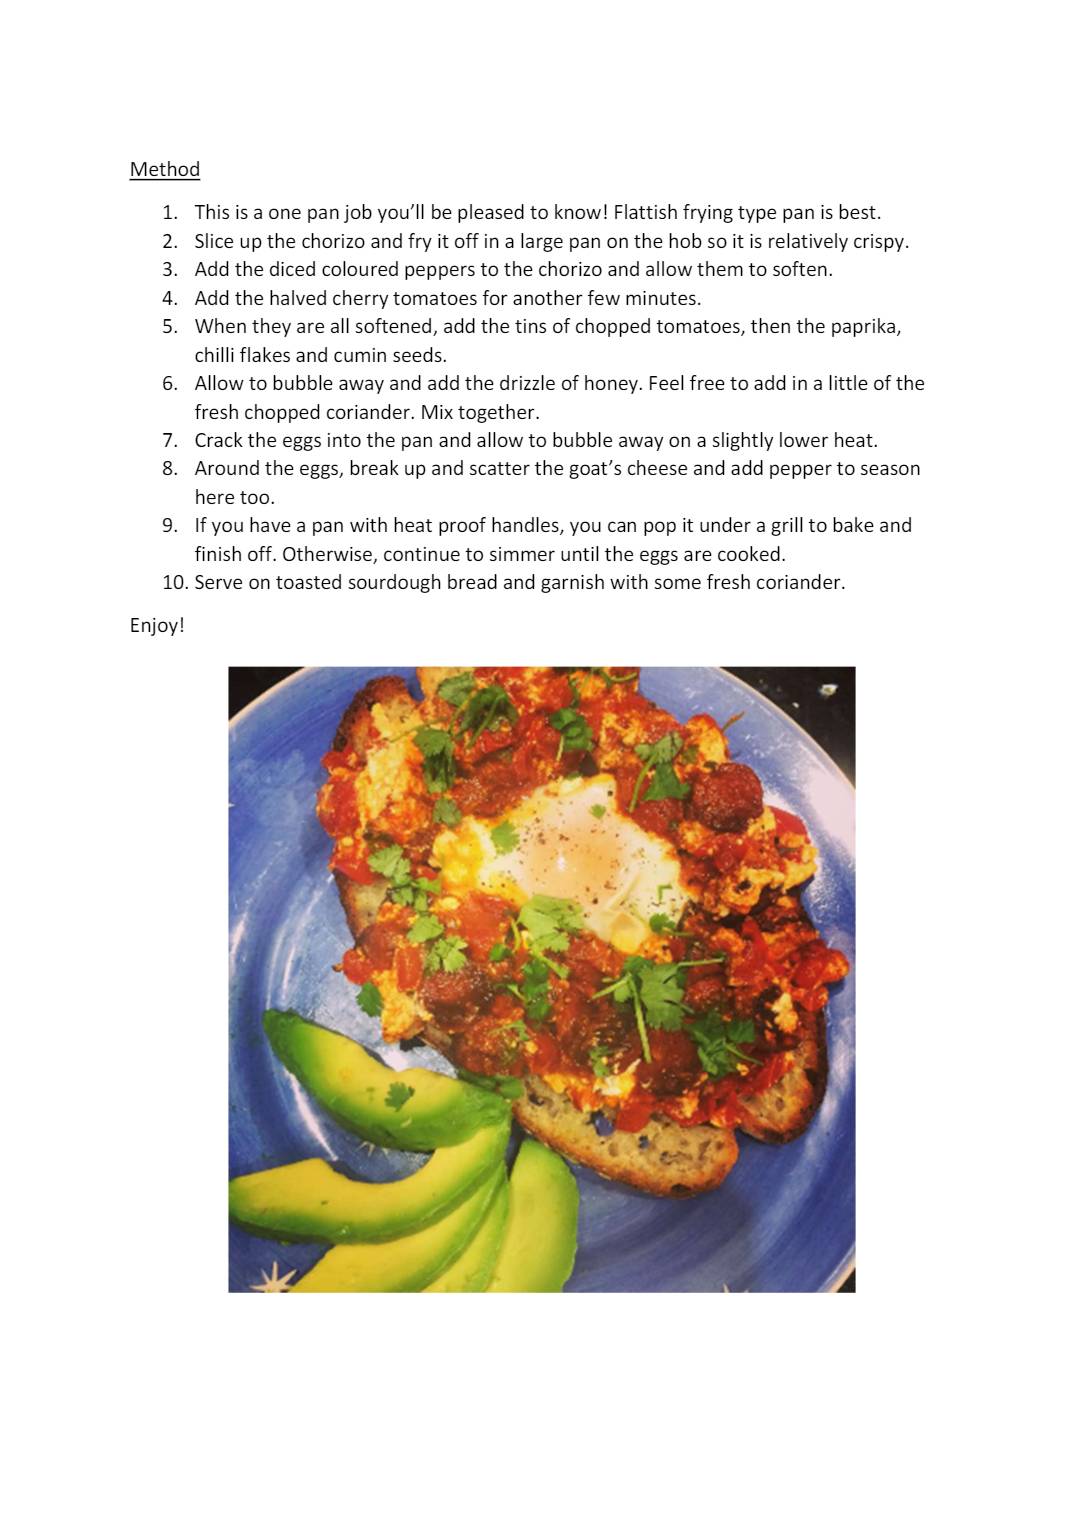 Method
1. This is a one pan job you’ll be pleased to know! Flattish frying type pan is best.
2. Slice up the chorizo and fry it off in a large pan on the hob so it is relatively crispy.
3. Add the diced coloured peppers to the chorizo and allow them to soften.
4. Add the halved cherry tomatoes for another few minutes.
5. When they are all softened, add the tins of chopped tomatoes, then the paprika,
chilli flakes and cumin seeds.
6. Allow to bubble away and add the drizzle of honey. Feel free to add in a little of the
fresh chopped coriander. Mix together.
7. Crack the eggs into the pan and allow to bubble away on a slightly lower heat.
8. Around the eggs, break up and scatter the goat’s cheese and add pepper to season
here too.
9. If you have a pan with heat proof handles, you can pop it under a grill to bake and
finish off. Otherwise, continue to simmer until the eggs are cooked.
10. Serve on toasted sourdough bread and garnish with some fresh coriander.
Enjoy!